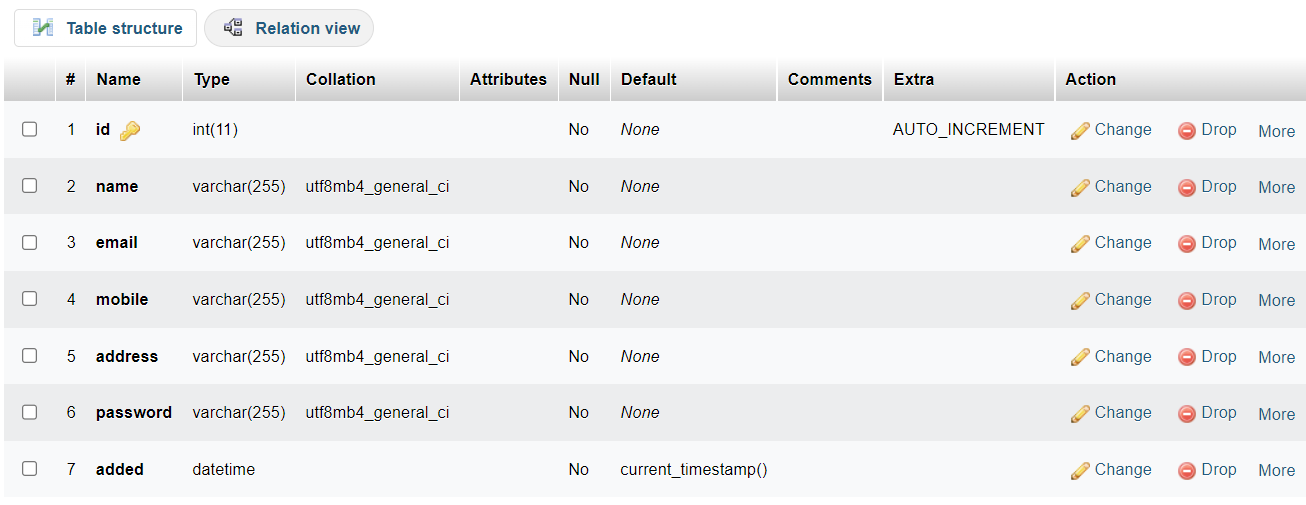 Table structure Relation view
# Name Type Collation Attributes Null Default Comments Extra Action
1 id int(11) No None AUTO_INCREMENT Change Drop More
2 name varchar(255) utf8mb4_general_ci No None Change Drop More
3 email varchar(255) utf8mb4_general_ci No None Change Drop More
4 mobile varchar(255) utf8mb4_general_ci No None Change Drop More
5 address varchar(255) utf8mb4_general_ci No None Change Drop More
6 password varchar(255) utf8mb4_general_ci No None Change Drop More
7 added datetime No current_timestamp() Change Drop More